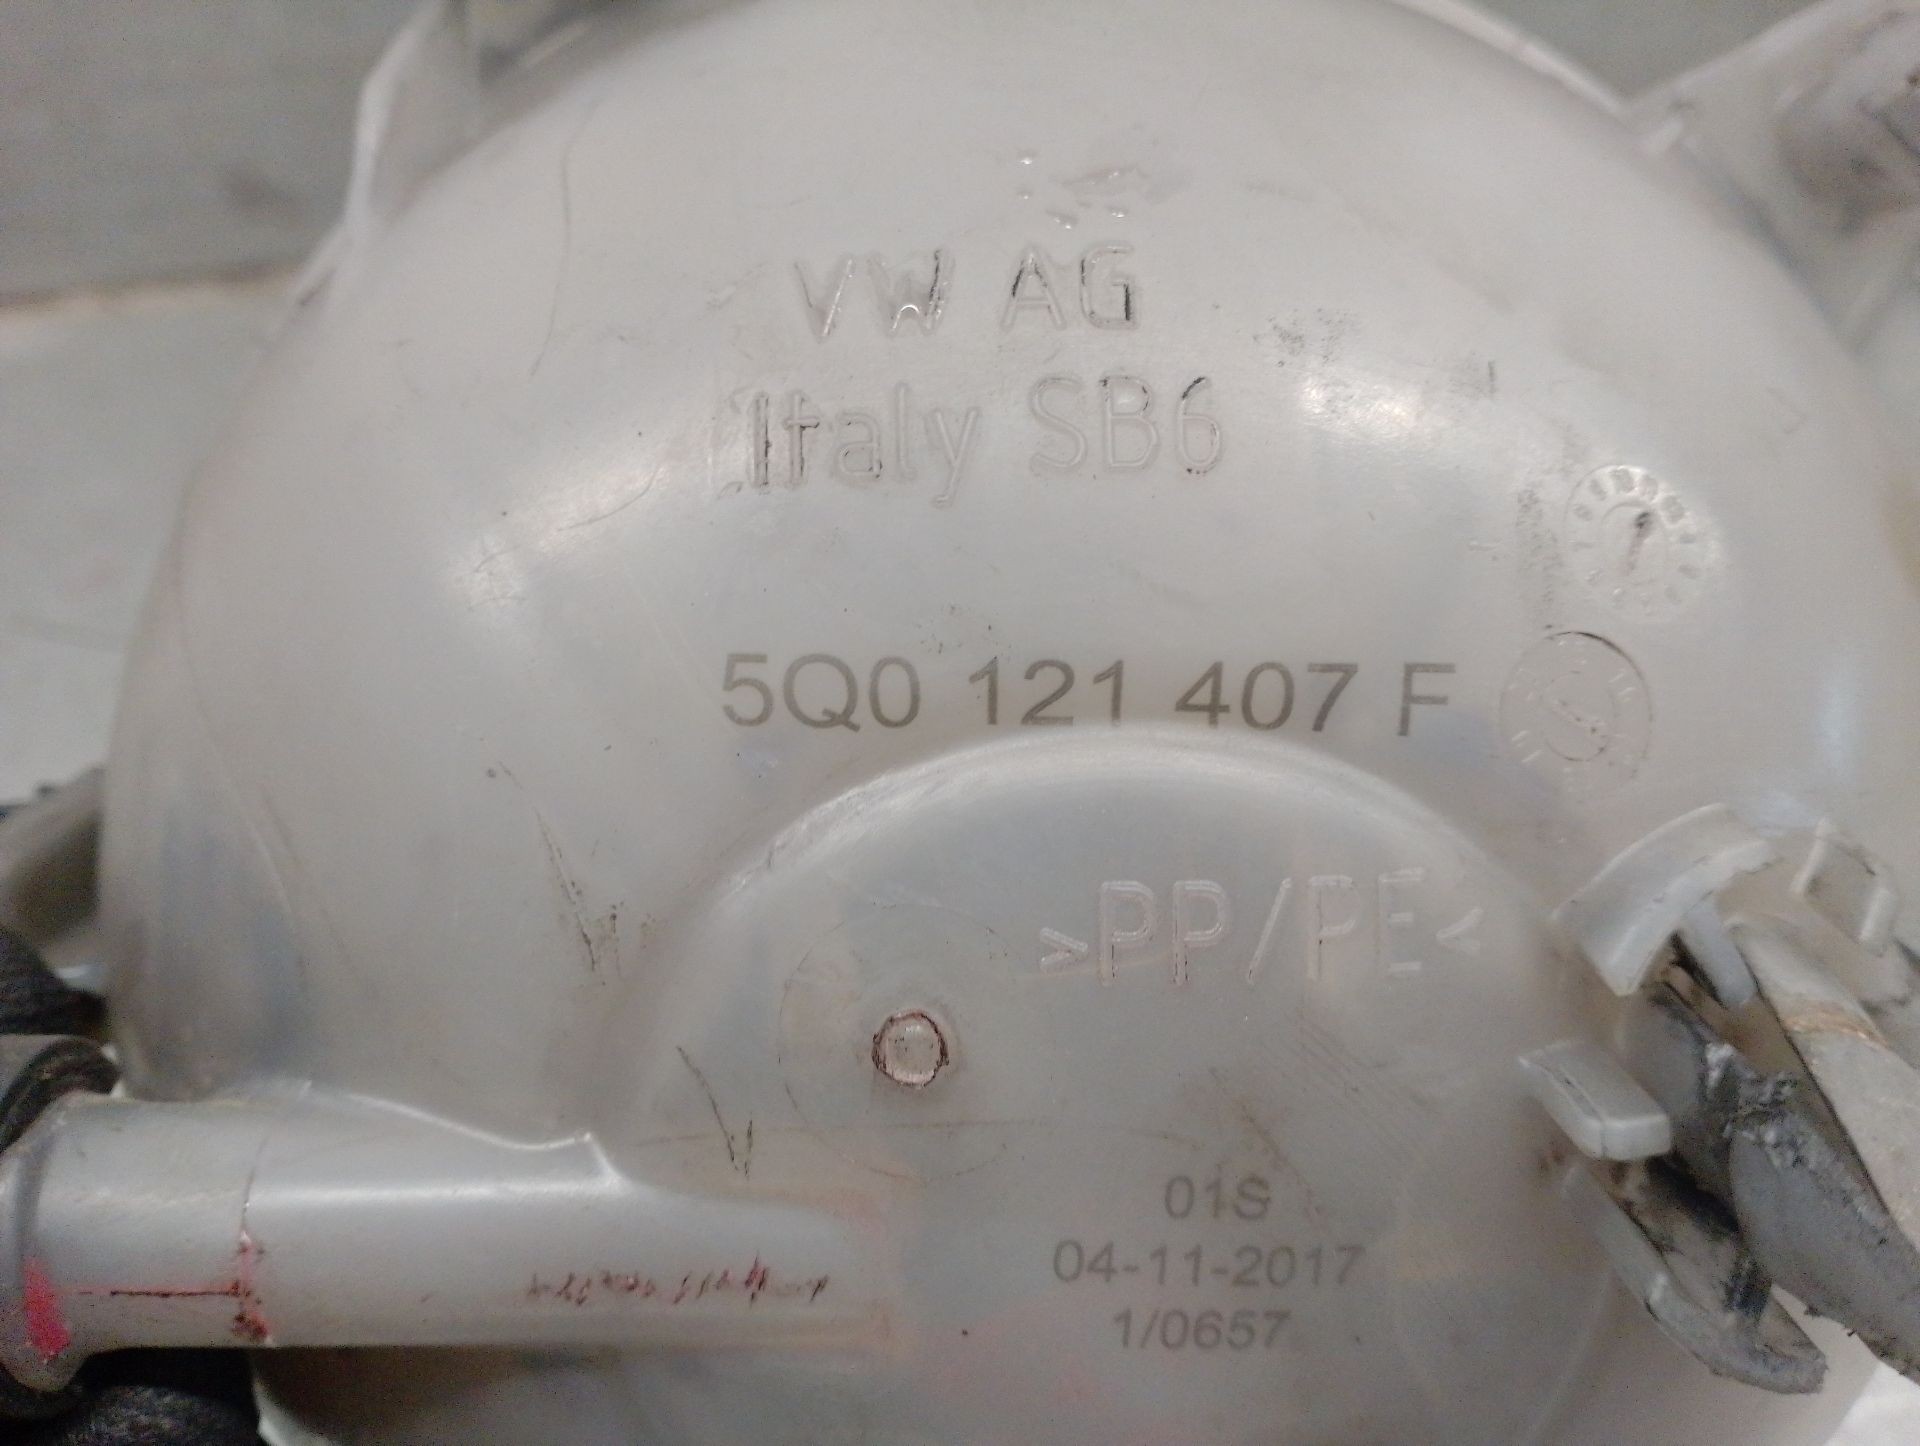 VW AG
Italy SB6
5Q0 121 407 F
>PP/PE<
01S
04-11-2017
1/0657